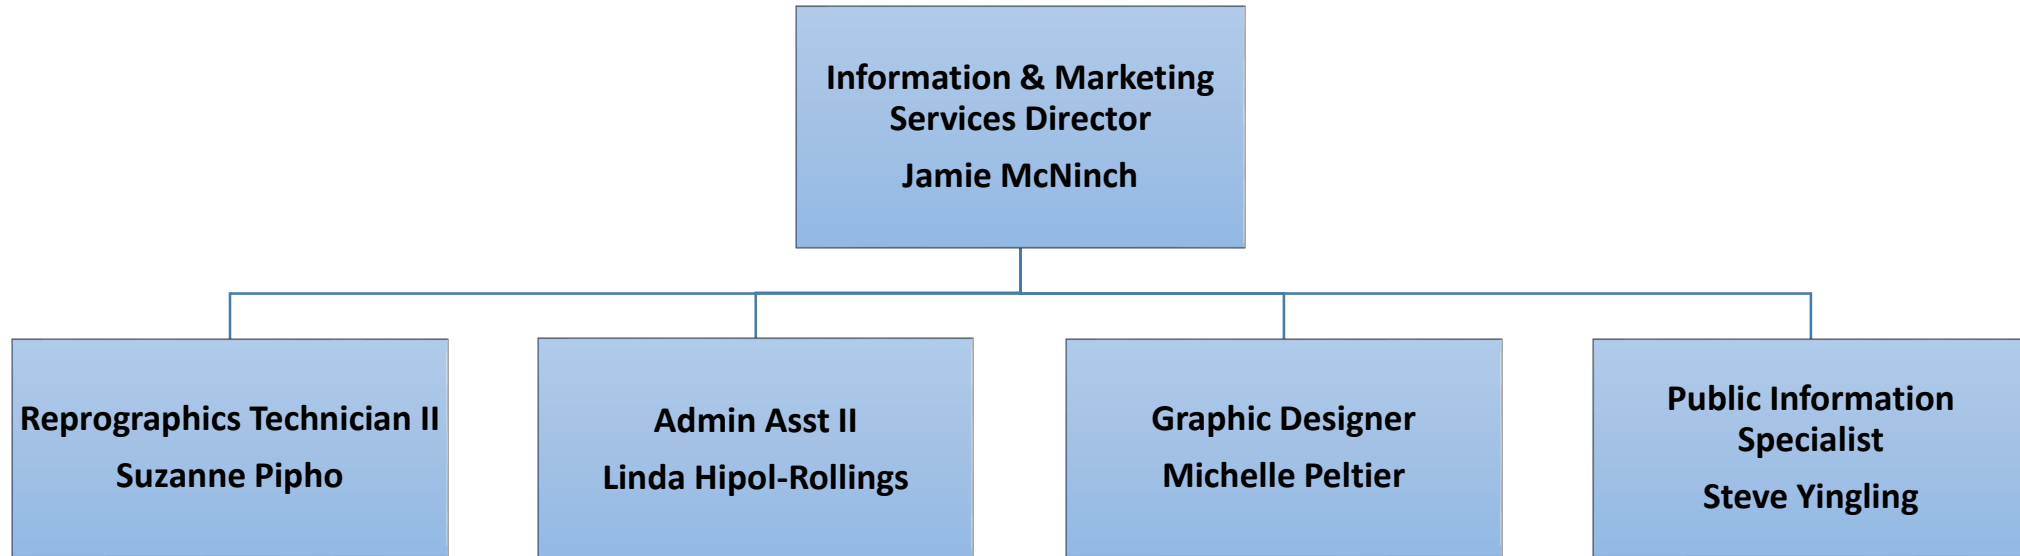 Information & Marketing
Services Director
Jamie McNinch
Reprographics Technician II
Suzanne Pipho
Admin Asst II
Linda Hipol-Rollings
Graphic Designer
Michelle Peltier
Public Information
Specialist
Steve Yingling